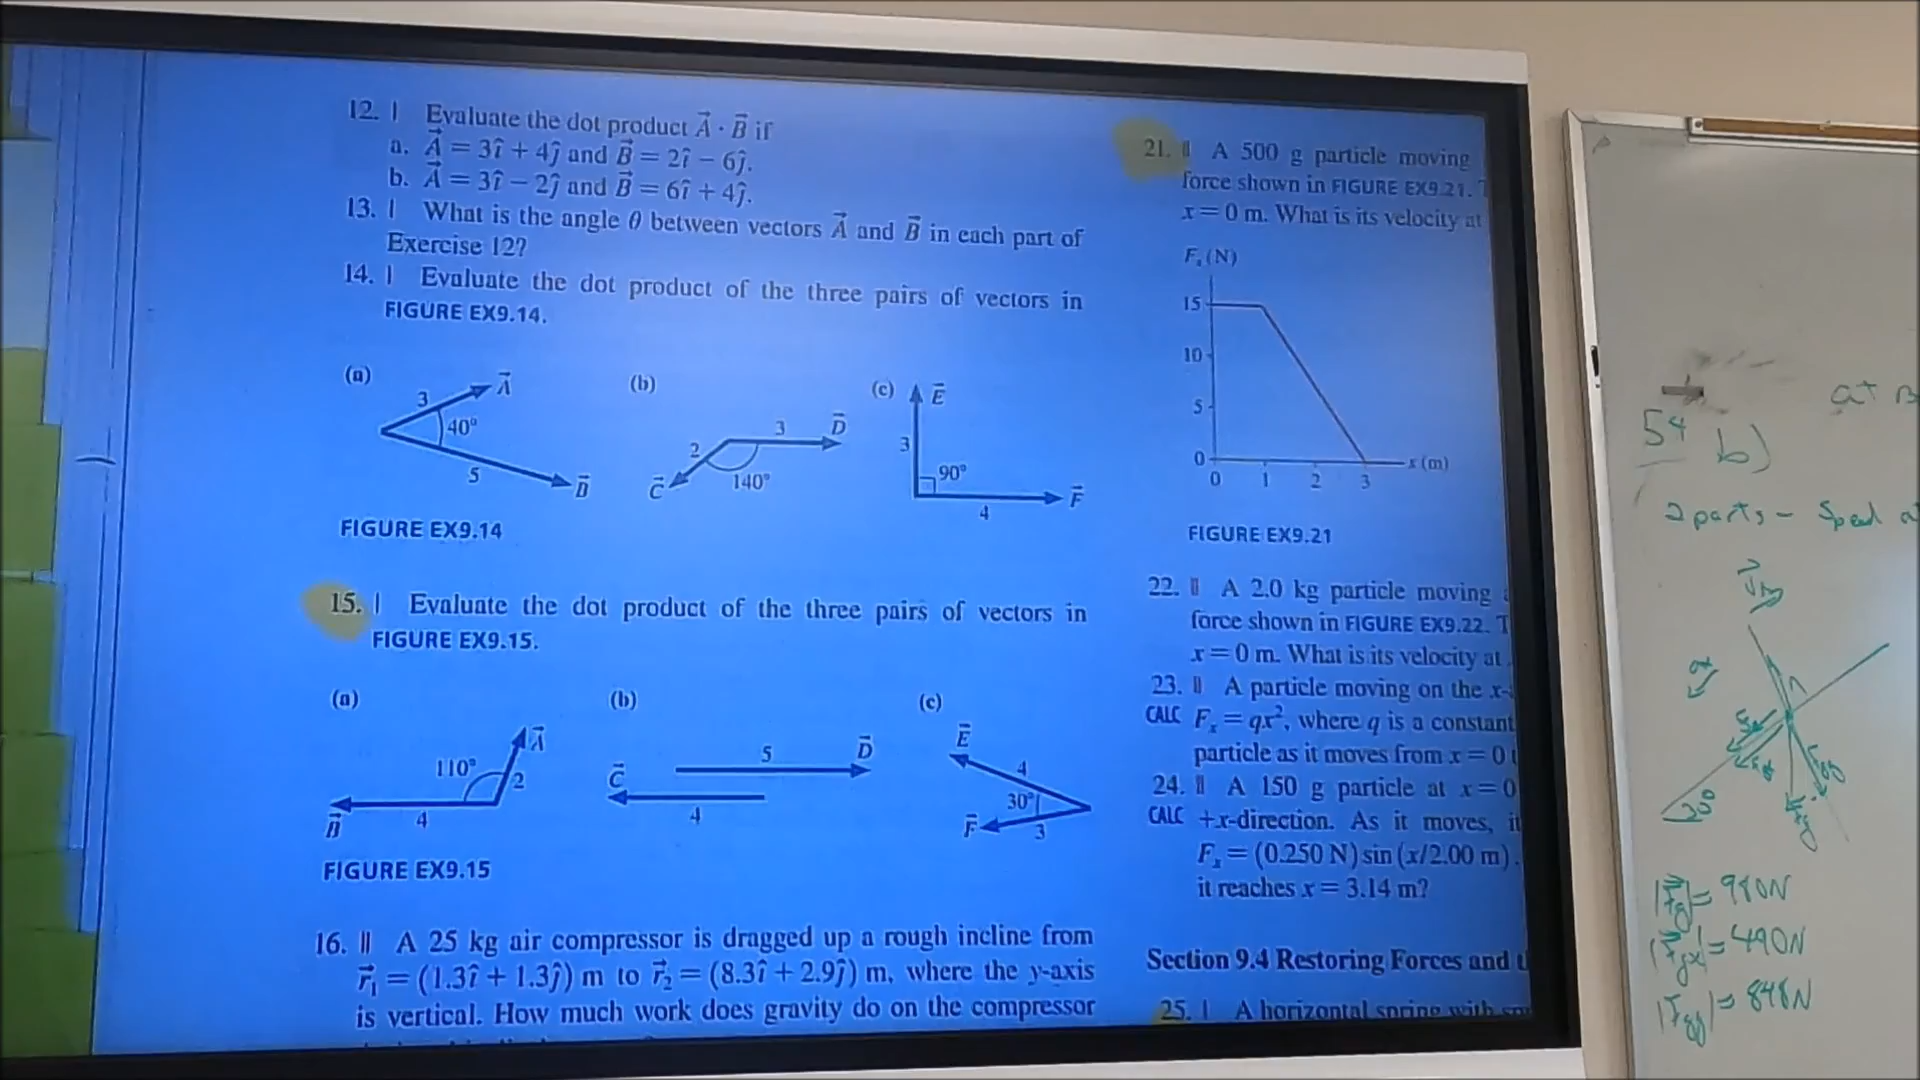 12. | Evaluate the dot product A⃗ · B⃗ if
a. A⃗ = 3î + 4ĵ and B⃗ = 2î − 6ĵ.
b. A⃗ = 3î − 2ĵ and B⃗ = 6î + 4ĵ.
13. | What is the angle θ between vectors A⃗ and B⃗ in each part of
Exercise 12?
14. | Evaluate the dot product of the three pairs of vectors in
FIGURE EX9.14.
(a)
3
A⃗
40°
5
B⃗
(b)
2
3
D⃗
C⃗
140°
(c)
E⃗
3
90°
4
F⃗
FIGURE EX9.14
15. | Evaluate the dot product of the three pairs of vectors in
FIGURE EX9.15.
(a)
110°
A⃗
2
B⃗
4
(b)
5
D⃗
C⃗
4
(c)
E⃗
4
30°
F⃗
3
FIGURE EX9.15
16. || A 25 kg air compressor is dragged up a rough incline from
r⃗₁ = (1.3î + 1.3ĵ) m to r⃗₂ = (8.3î + 2.9ĵ) m, where the y-axis
is vertical. How much work does gravity do on the compressor
21. || A 500 g particle moving
force shown in FIGURE EX9.21.
x = 0 m. What is its velocity at
Fₓ (N)
15
10
5
0
0 1 2 3
x (m)
FIGURE EX9.21
22. || A 2.0 kg particle moving
force shown in FIGURE EX9.22. T
x = 0 m. What is its velocity at
23. || A particle moving on the x-
CALC Fₓ = qx², where q is a constant
particle as it moves from x = 0
24. || A 150 g particle at x = 0
CALC +x-direction. As it moves, it
Fₓ = (0.250 N) sin (x/2.00 m).
it reaches x = 3.14 m?
Section 9.4 Restoring Forces and
25. | A horizontal spring with
at B
54 b)
2 parts - Speed
30°
|F⃗g| = 980N
|F⃗gx| = 490N
|F⃗gy| = 848N